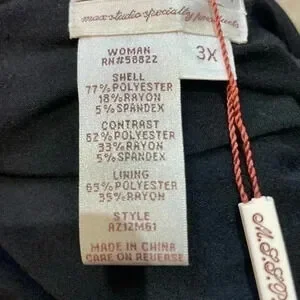 max studio specialty products
WOMAN
RN#58822
3X
SHELL
77%POLYESTER
18%RAYON
5%SPANDEX
CONTRAST
62%POLYESTER
33%RAYON
5%SPANDEX
LINING
65%POLYESTER
35%RAYON
STYLE
AZ12M61
MADE IN CHINA
CARE ON REVERSE
M.S.S.P.